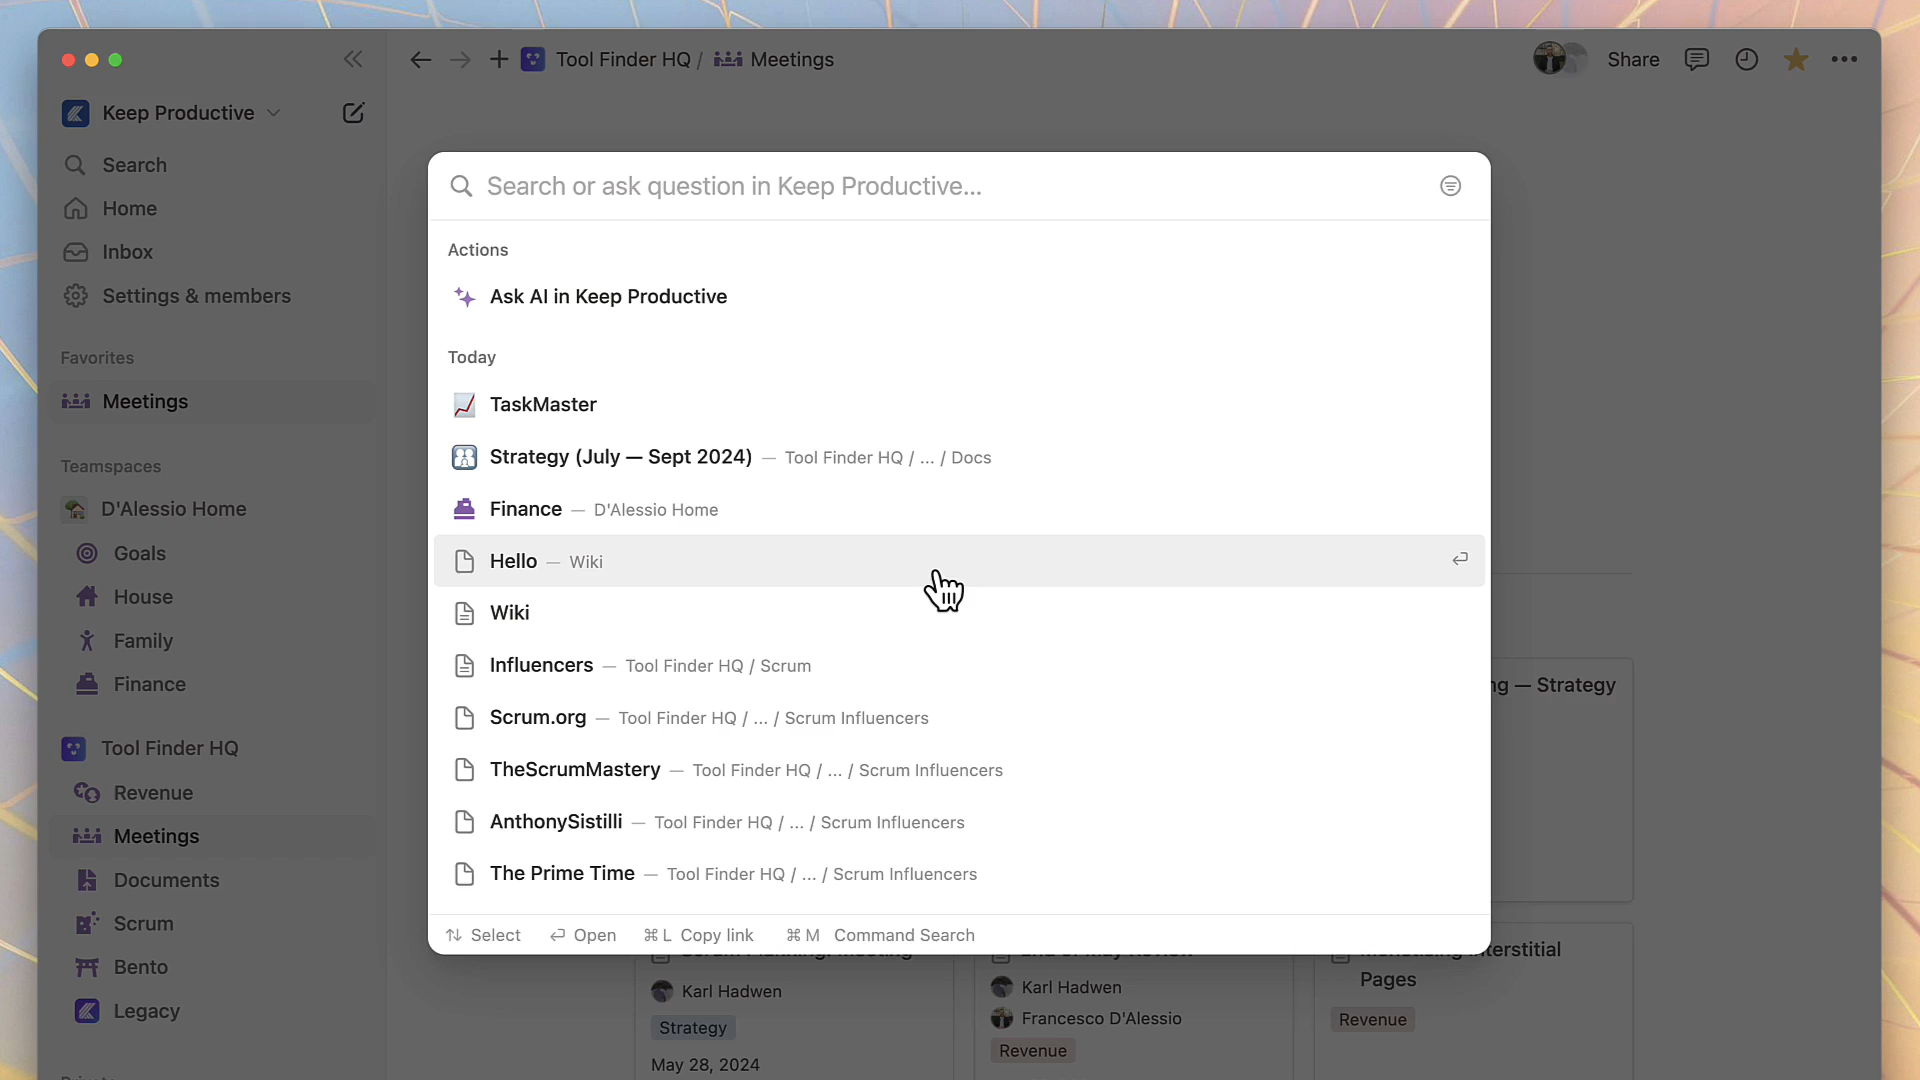 Tool Finder HQ / Meetings
Share
Keep Productive
Search
Home
Inbox
Settings & members
Favorites
Meetings
Teamspaces
D'Alessio Home
Goals
House
Family
Finance
Tool Finder HQ
Revenue
Meetings
Documents
Scrum
Bento
Legacy
Search or ask question in Keep Productive...
Actions
Ask AI in Keep Productive
Today
TaskMaster
Strategy (July — Sept 2024) — Tool Finder HQ / ... / Docs
Finance — D'Alessio Home
Hello — Wiki
Wiki
Influencers — Tool Finder HQ / Scrum
Scrum.org — Tool Finder HQ / ... / Scrum Influencers
TheScrumMastery — Tool Finder HQ / ... / Scrum Influencers
AnthonySistilli — Tool Finder HQ / ... / Scrum Influencers
The Prime Time — Tool Finder HQ / ... / Scrum Influencers
Select Open ⌘ L Copy link ⌘ M Command Search
— Strategy
Karl Hadwen
Strategy
May 28, 2024
Karl Hadwen
Francesco D'Alessio
Revenue
Pages
Revenue